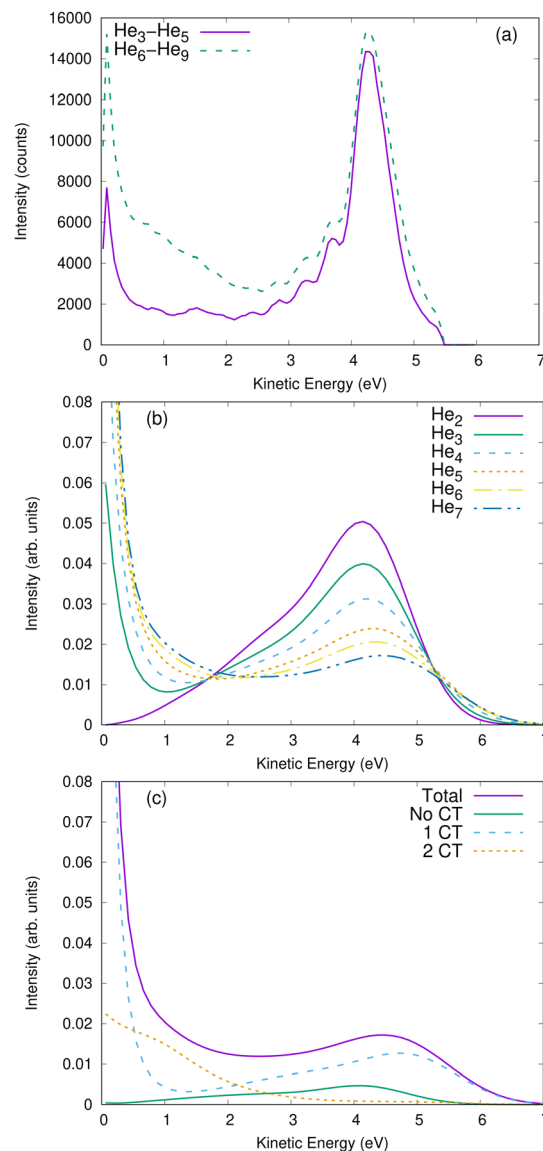 He3–He5
He6–He9
(a)
16000
14000
12000
10000
8000
6000
4000
2000
0
Intensity (counts)
0 1 2 3 4 5 6 7
Kinetic Energy (eV)
(b)
He2
He3
He4
He5
He6
He7
0.08
0.07
0.06
0.05
0.04
0.03
0.02
0.01
0
Intensity (arb. units)
0 1 2 3 4 5 6 7
Kinetic Energy (eV)
(c)
Total
No CT
1 CT
2 CT
0.08
0.07
0.06
0.05
0.04
0.03
0.02
0.01
0
Intensity (arb. units)
0 1 2 3 4 5 6 7
Kinetic Energy (eV)